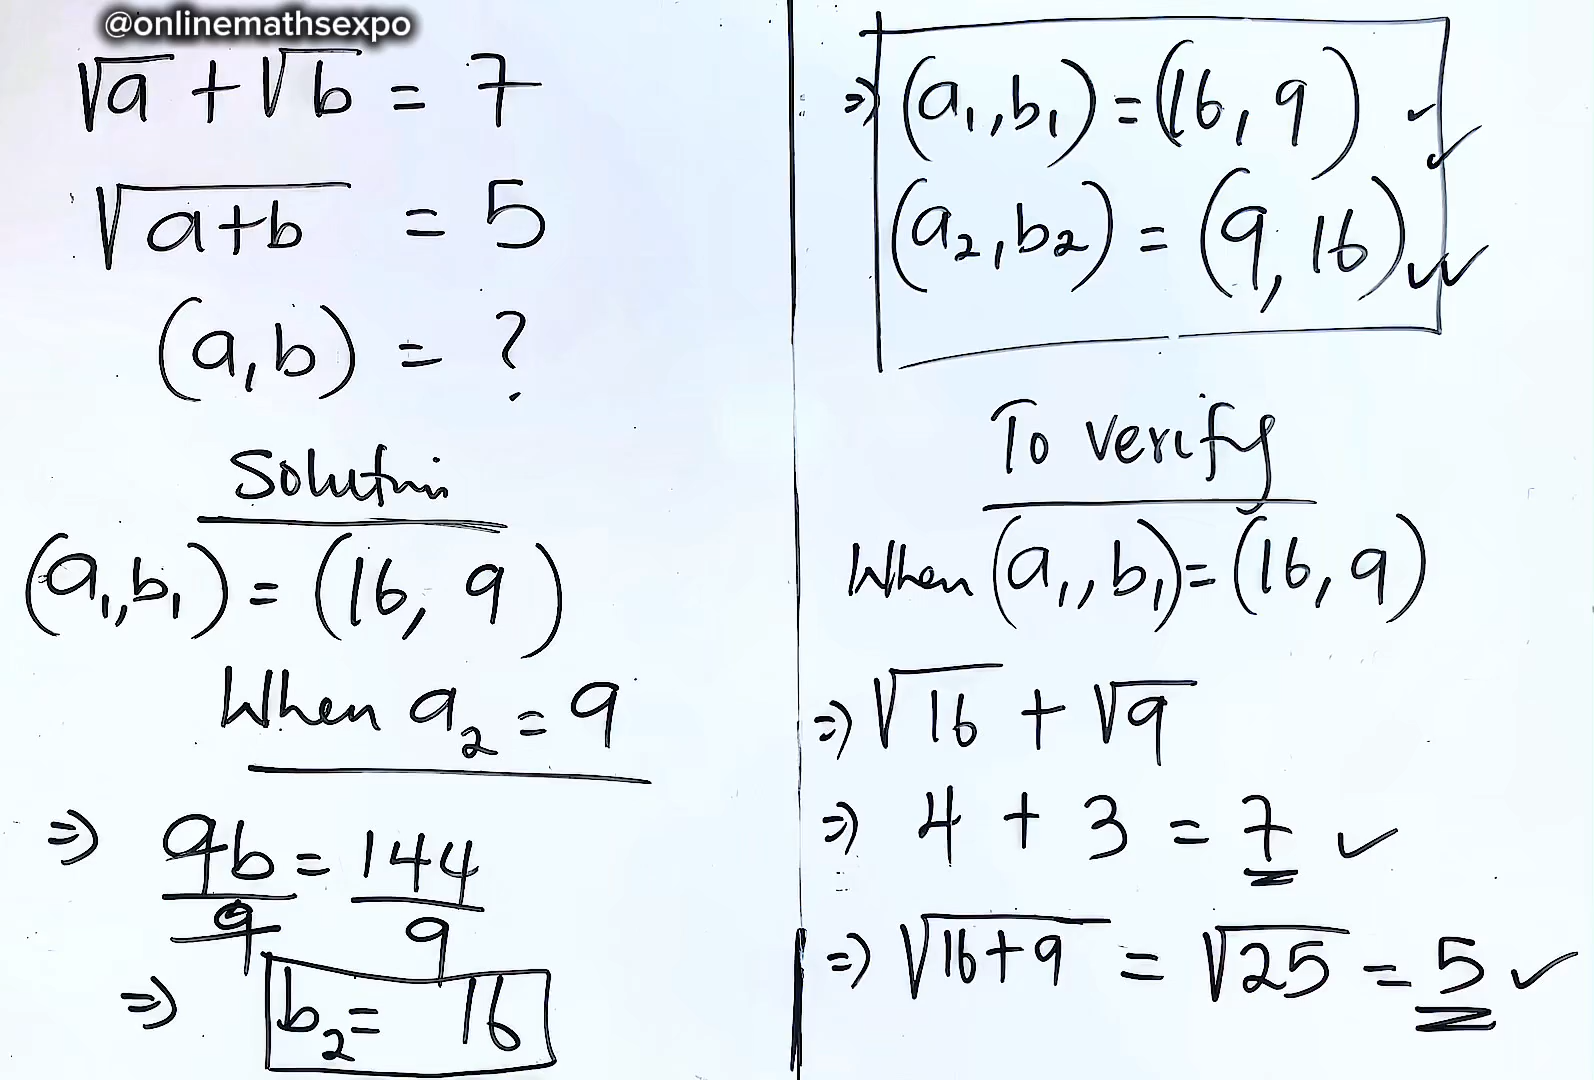 @onlinemathsexpo
√a + √b = 7
√(a+b) = 5
(a,b) = ?
Solution
(a₁,b₁) = (16, 9)
When a₂ = 9
⇒ 9b/9 = 144/9
⇒ b₂ = 16
⇒ (a₁,b₁) = (16, 9) ✓✓
(a₂,b₂) = (9, 16) ✓✓
To verify
When (a₁,b₁) = (16, 9)
⇒ √16 + √9
⇒ 4 + 3 = 7 ✓
⇒ √(16+9) = √25 = 5 ✓